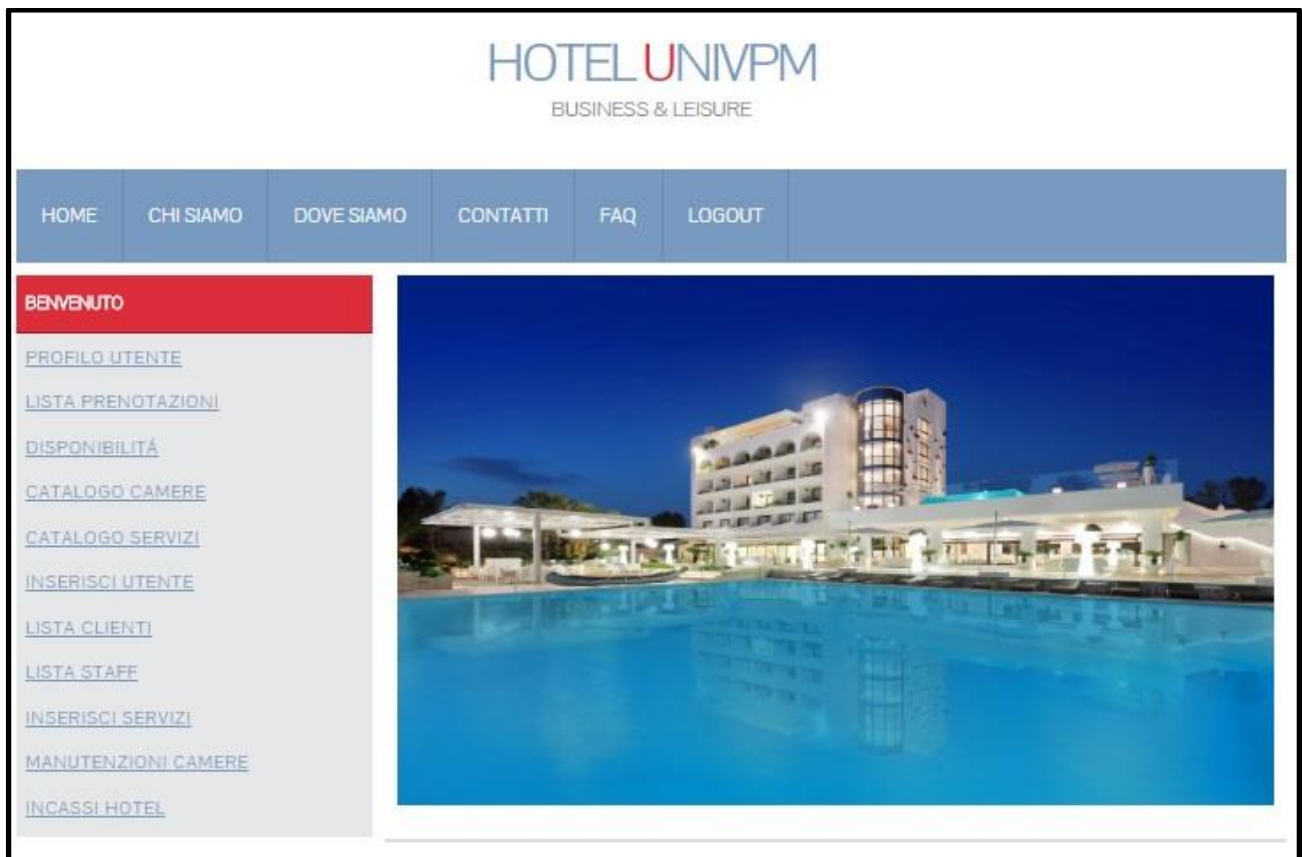 HOTEL UNIVPM
BUSINESS & LEISURE
HOME CHI SIAMO DOVE SIAMO CONTATTI FAQ LOGOUT
BENVENUTO
PROFILO UTENTE
LISTA PRENOTAZIONI
DISPONIBILITÁ
CATALOGO CAMERE
CATALOGO SERVIZI
INSERISCI UTENTE
LISTA CLIENTI
LISTA STAFF
INSERISCI SERVIZI
MANUTENZIONI CAMERE
INCASSI HOTEL